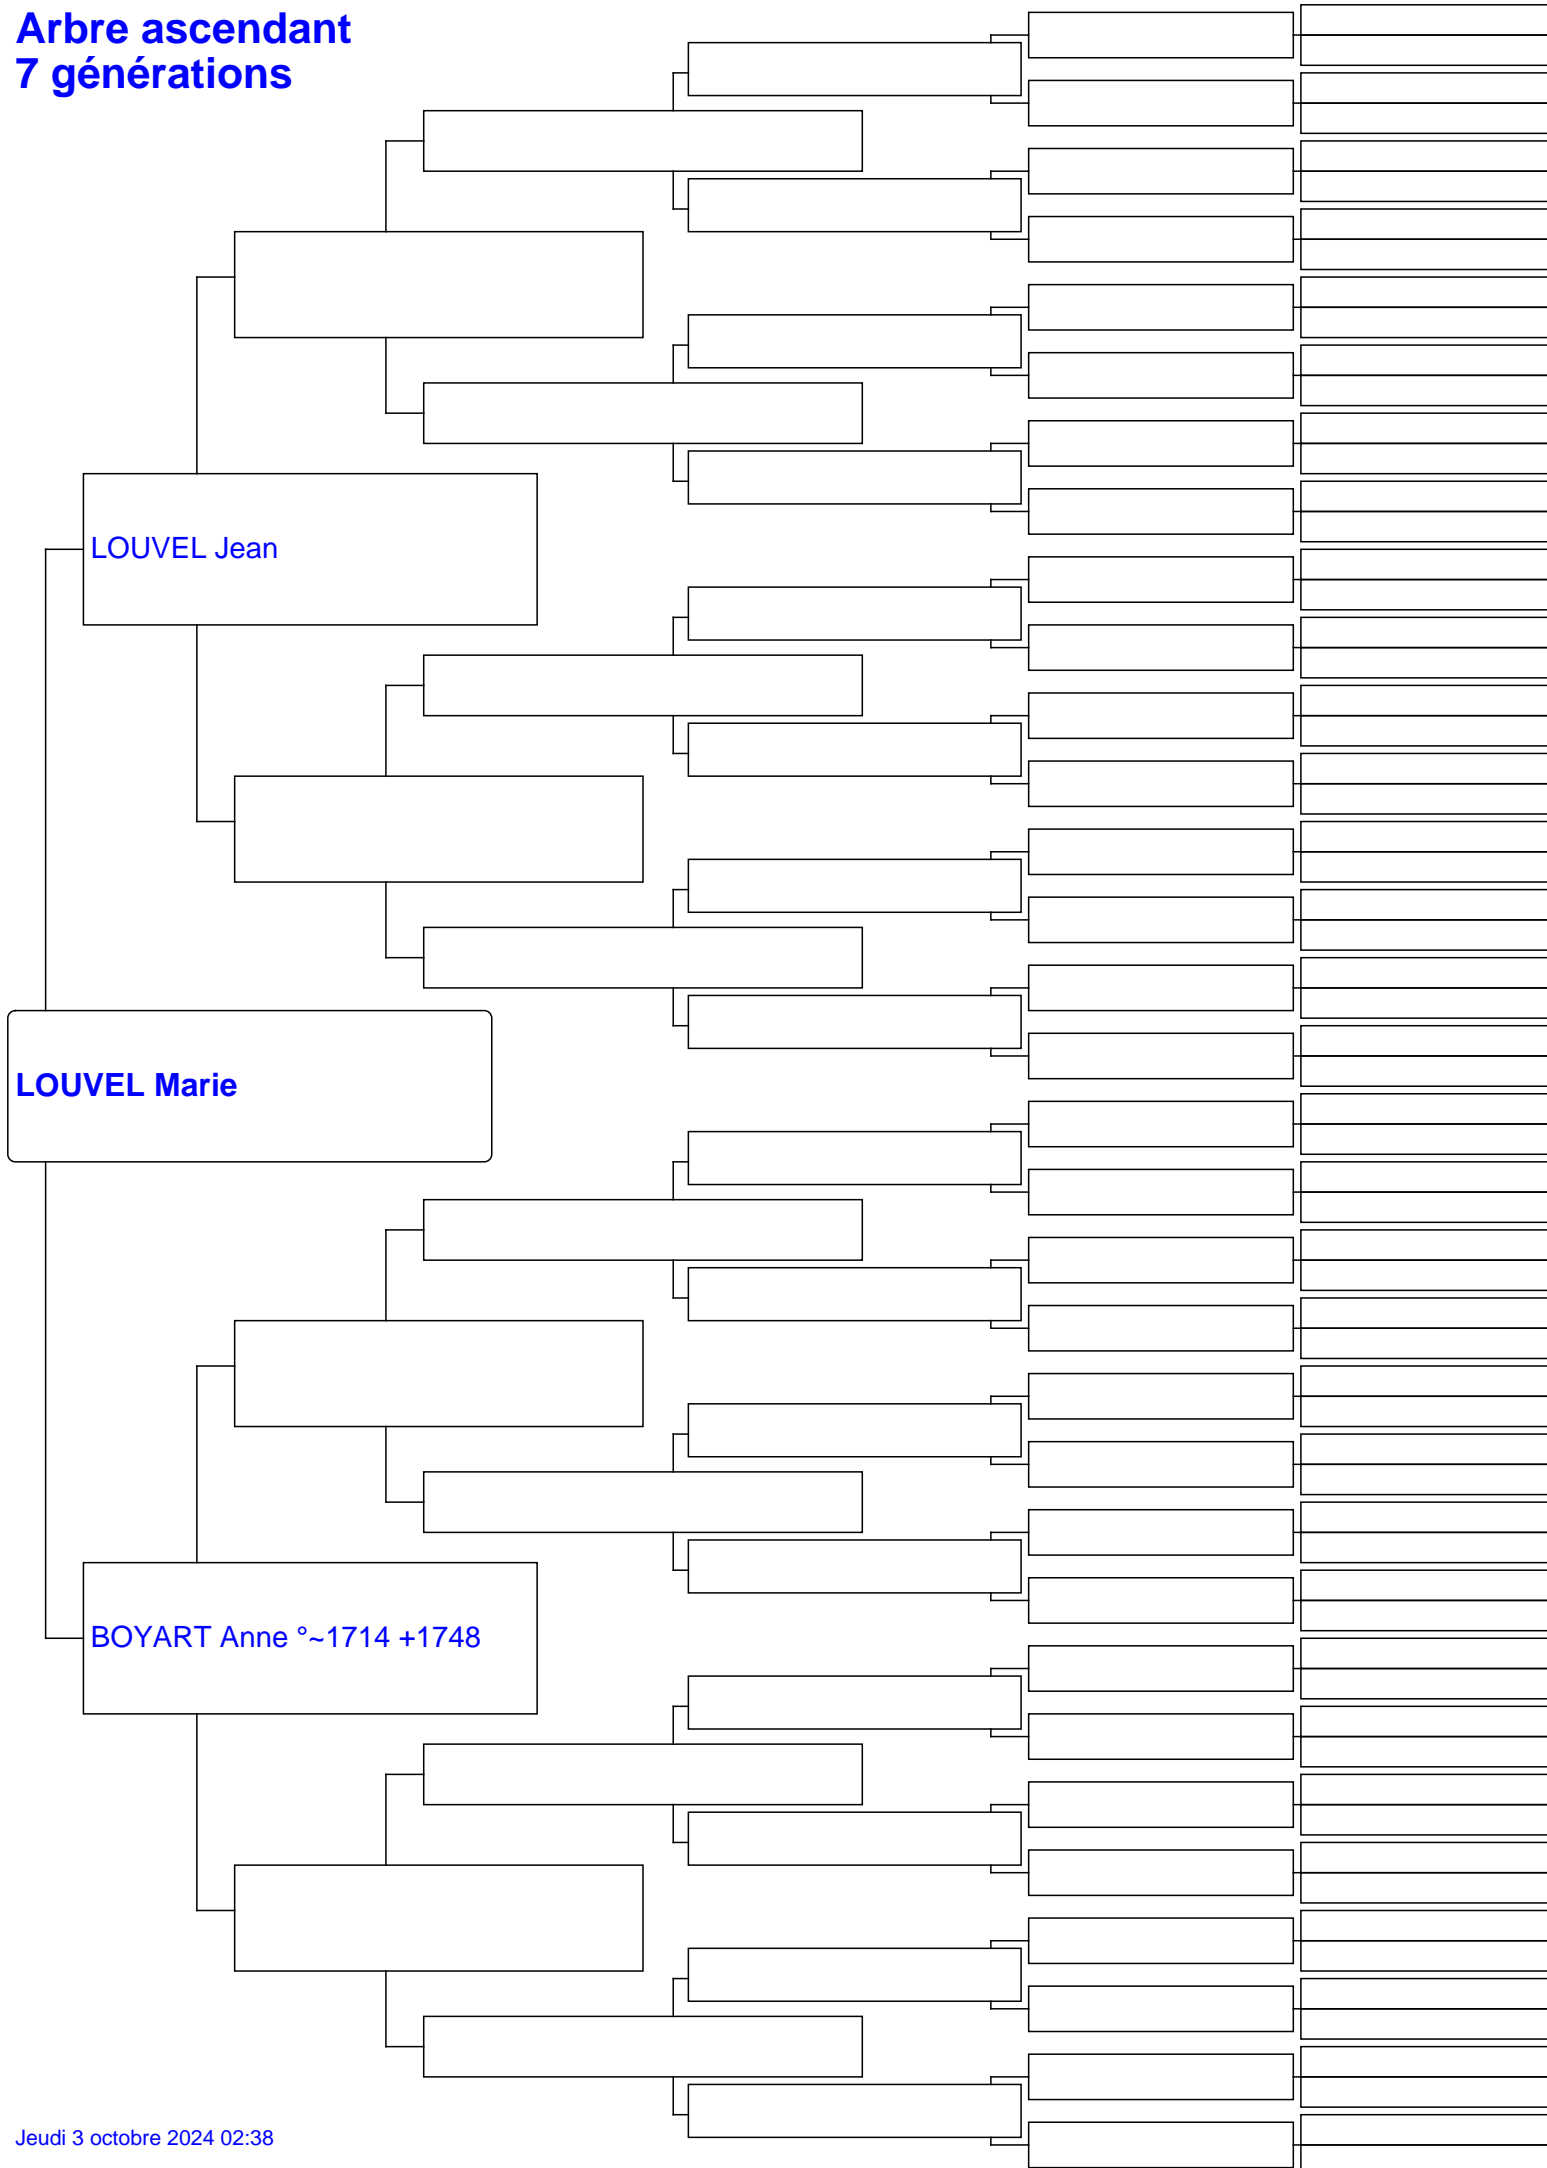 Arbre ascendant
7 générations
LOUVEL Jean
LOUVEL Marie
BOYART Anne °~1714 +1748
Jeudi 3 octobre 2024 02:38